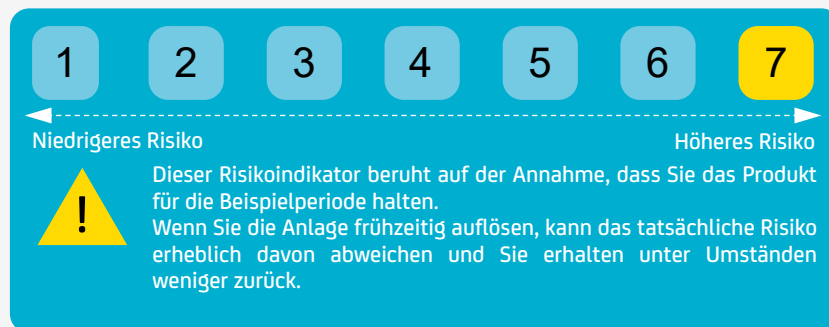 1 2 3 4 5 6 7
Niedrigeres Risiko Höheres Risiko
!
Dieser Risikoindikator beruht auf der Annahme, dass Sie das Produkt
für die Beispielperiode halten.
Wenn Sie die Anlage frühzeitig auflösen, kann das tatsächliche Risiko
erheblich davon abweichen und Sie erhalten unter Umständen
weniger zurück.